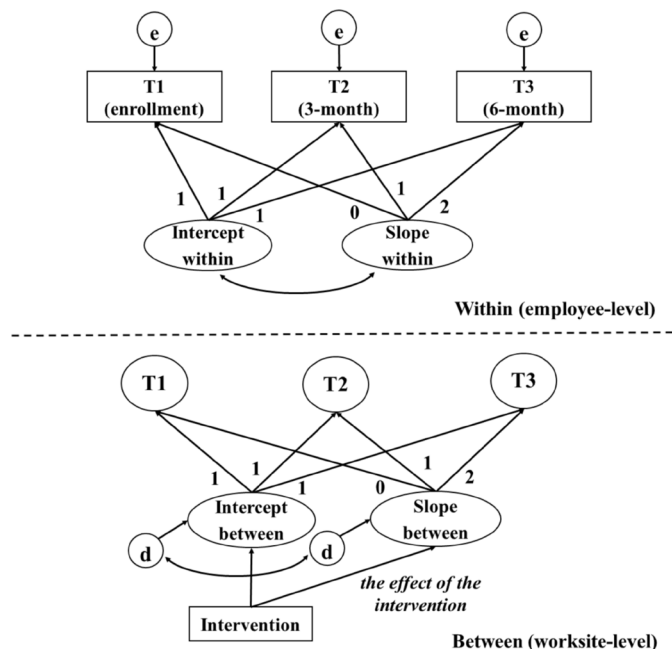 e e e
T1 T2 T3
(enrollment) (3-month) (6-month)
1 1 1 0 1 2
Intercept Slope
within within
Within (employee-level)
T1 T2 T3
1 1 1 0 1 2
Intercept Slope
between between
d d
the effect of the
intervention
Intervention
Between (worksite-level)